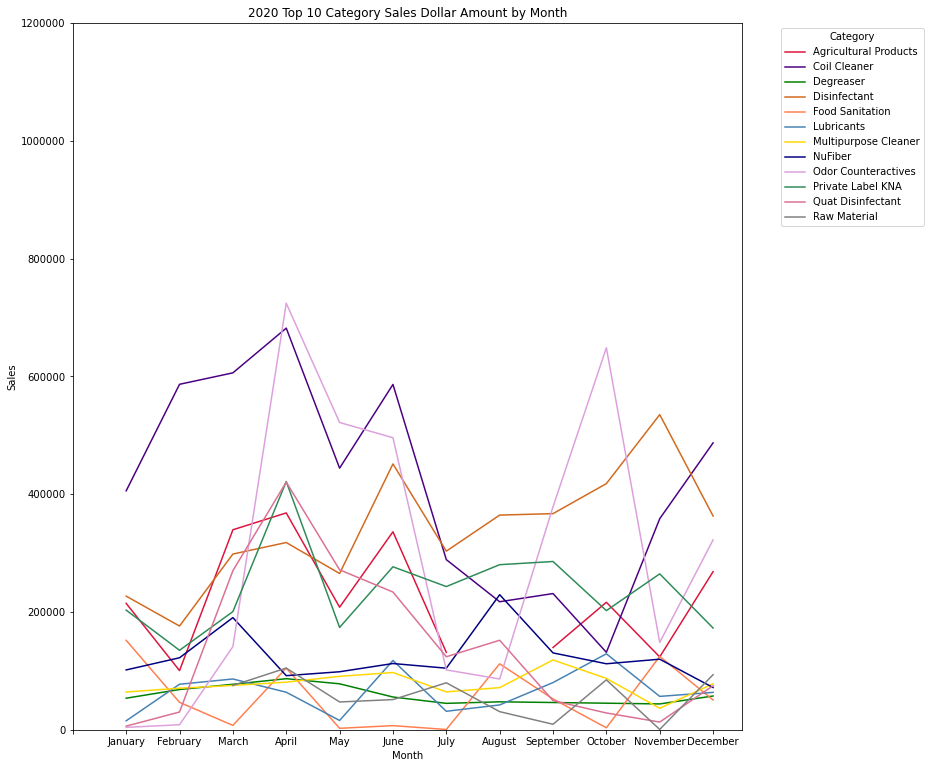 2020 Top 10 Category Sales Dollar Amount by Month
1200000
1000000
800000
600000
400000
200000
0
Sales
January February March April May June July August September October November December
Month
Category
Agricultural Products
Coil Cleaner
Degreaser
Disinfectant
Food Sanitation
Lubricants
Multipurpose Cleaner
NuFiber
Odor Counteractives
Private Label KNA
Quat Disinfectant
Raw Material